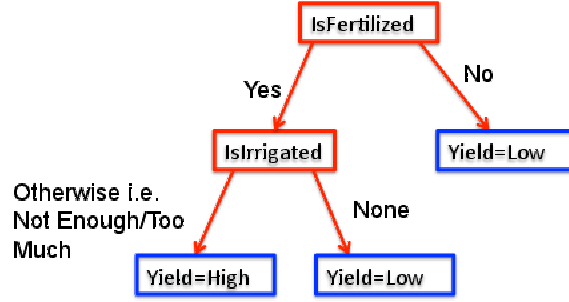 IsFertilized
Yes
No
IsIrrigated
Yield=Low
Otherwise i.e.
Not Enough/Too
Much
None
Yield=High
Yield=Low